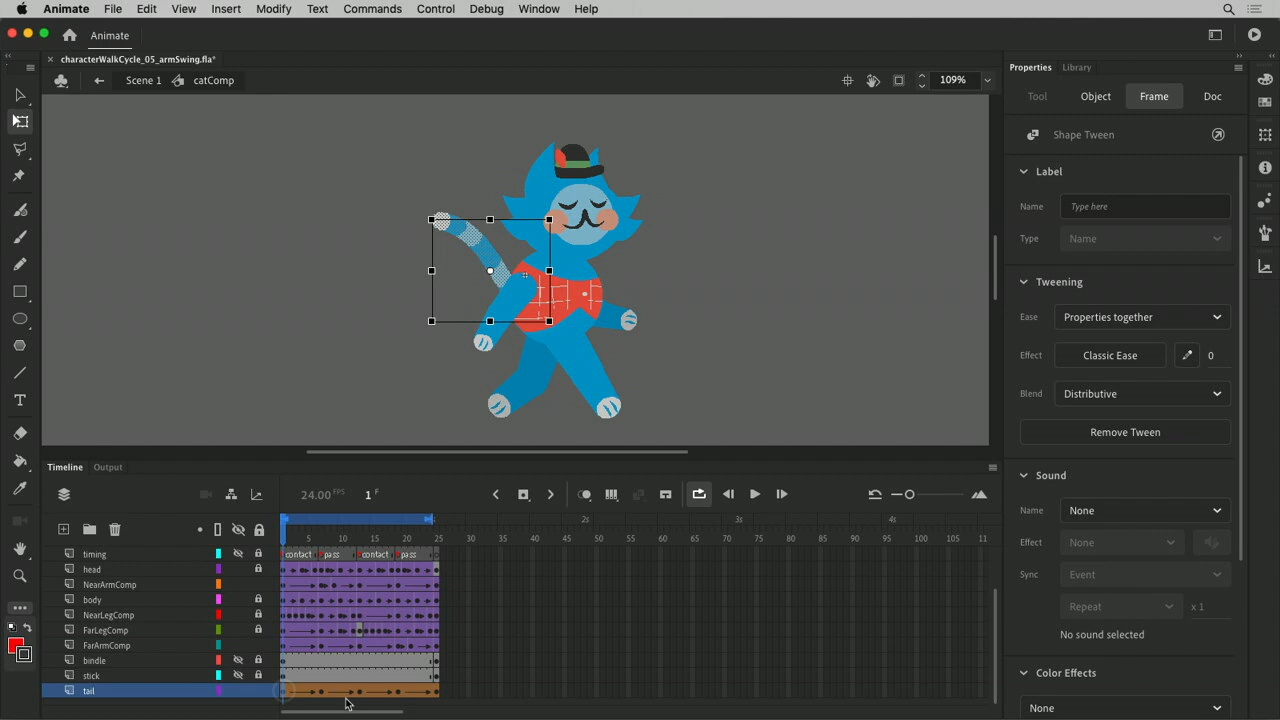 Animate File Edit View Insert Modify Text Commands Control Debug Window Help
Animate
characterWalkCycle_05_armSwing.fla*
Scene 1 catComp 109%
Properties Library
Tool Object Frame Doc
Shape Tween
Label
Name Type here
Type Name
Tweening
Ease Properties together
Effect Classic Ease 0
Blend Distributive
Remove Tween
Sound
Name None
Effect None
Sync Event
Repeat x 1
No sound selected
Color Effects
None
Timeline Output
24.00 FPS 1 F
2s 3s 4s
5 10 15 20 25 30 35 40 45 50 55 60 65 70 75 80 85 90 95 100 105 11
timing contact pass contact pass
head
NearArmComp
body
NearLegComp
FarLegComp
FarArmComp
bindle
stick
tail